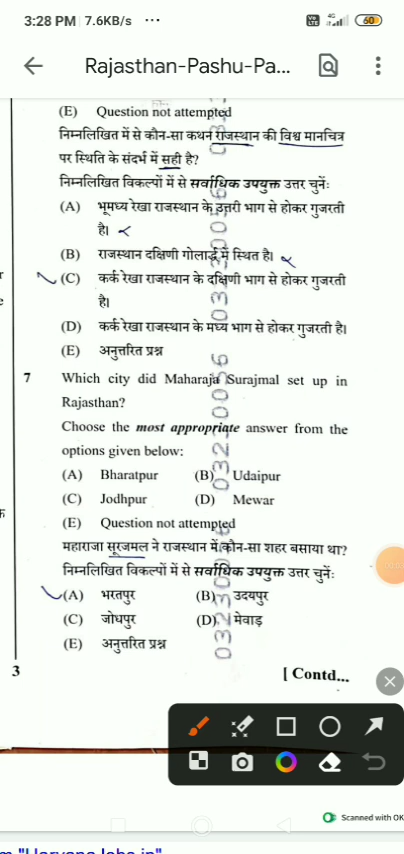 3:28 PM 7.6KB/s ...
Vo LTE 4G 60
Rajasthan-Pashu-Pa...
(E) Question not attempted
निम्नलिखित में से कौन-सा कथन राजस्थान की विश्व मानचित्र
पर स्थिति के संदर्भ में सही है?
निम्नलिखित विकल्पों में से सर्वाधिक उपयुक्त उत्तर चुनें:
(A) भूमध्य रेखा राजस्थान के उत्तरी भाग से होकर गुजरती
है।
(B) राजस्थान दक्षिणी गोलार्द्ध में स्थित है।
(C) कर्क रेखा राजस्थान के दक्षिणी भाग से होकर गुजरती
है।
(D) कर्क रेखा राजस्थान के मध्य भाग से होकर गुजरती है।
(E) अनुत्तरित प्रश्न
7 Which city did Maharaja Surajmal set up in
Rajasthan?
Choose the most appropriate answer from the
options given below:
(A) Bharatpur (B) Udaipur
(C) Jodhpur (D) Mewar
(E) Question not attempted
महाराजा सूरजमल ने राजस्थान में कौन-सा शहर बसाया था?
निम्नलिखित विकल्पों में से सर्वाधिक उपयुक्त उत्तर चुनें:
(A) भरतपुर (B) उदयपुर
(C) जोधपुर (D) मेवाड़
(E) अनुत्तरित प्रश्न
3 [ Contd...
Scanned with OK